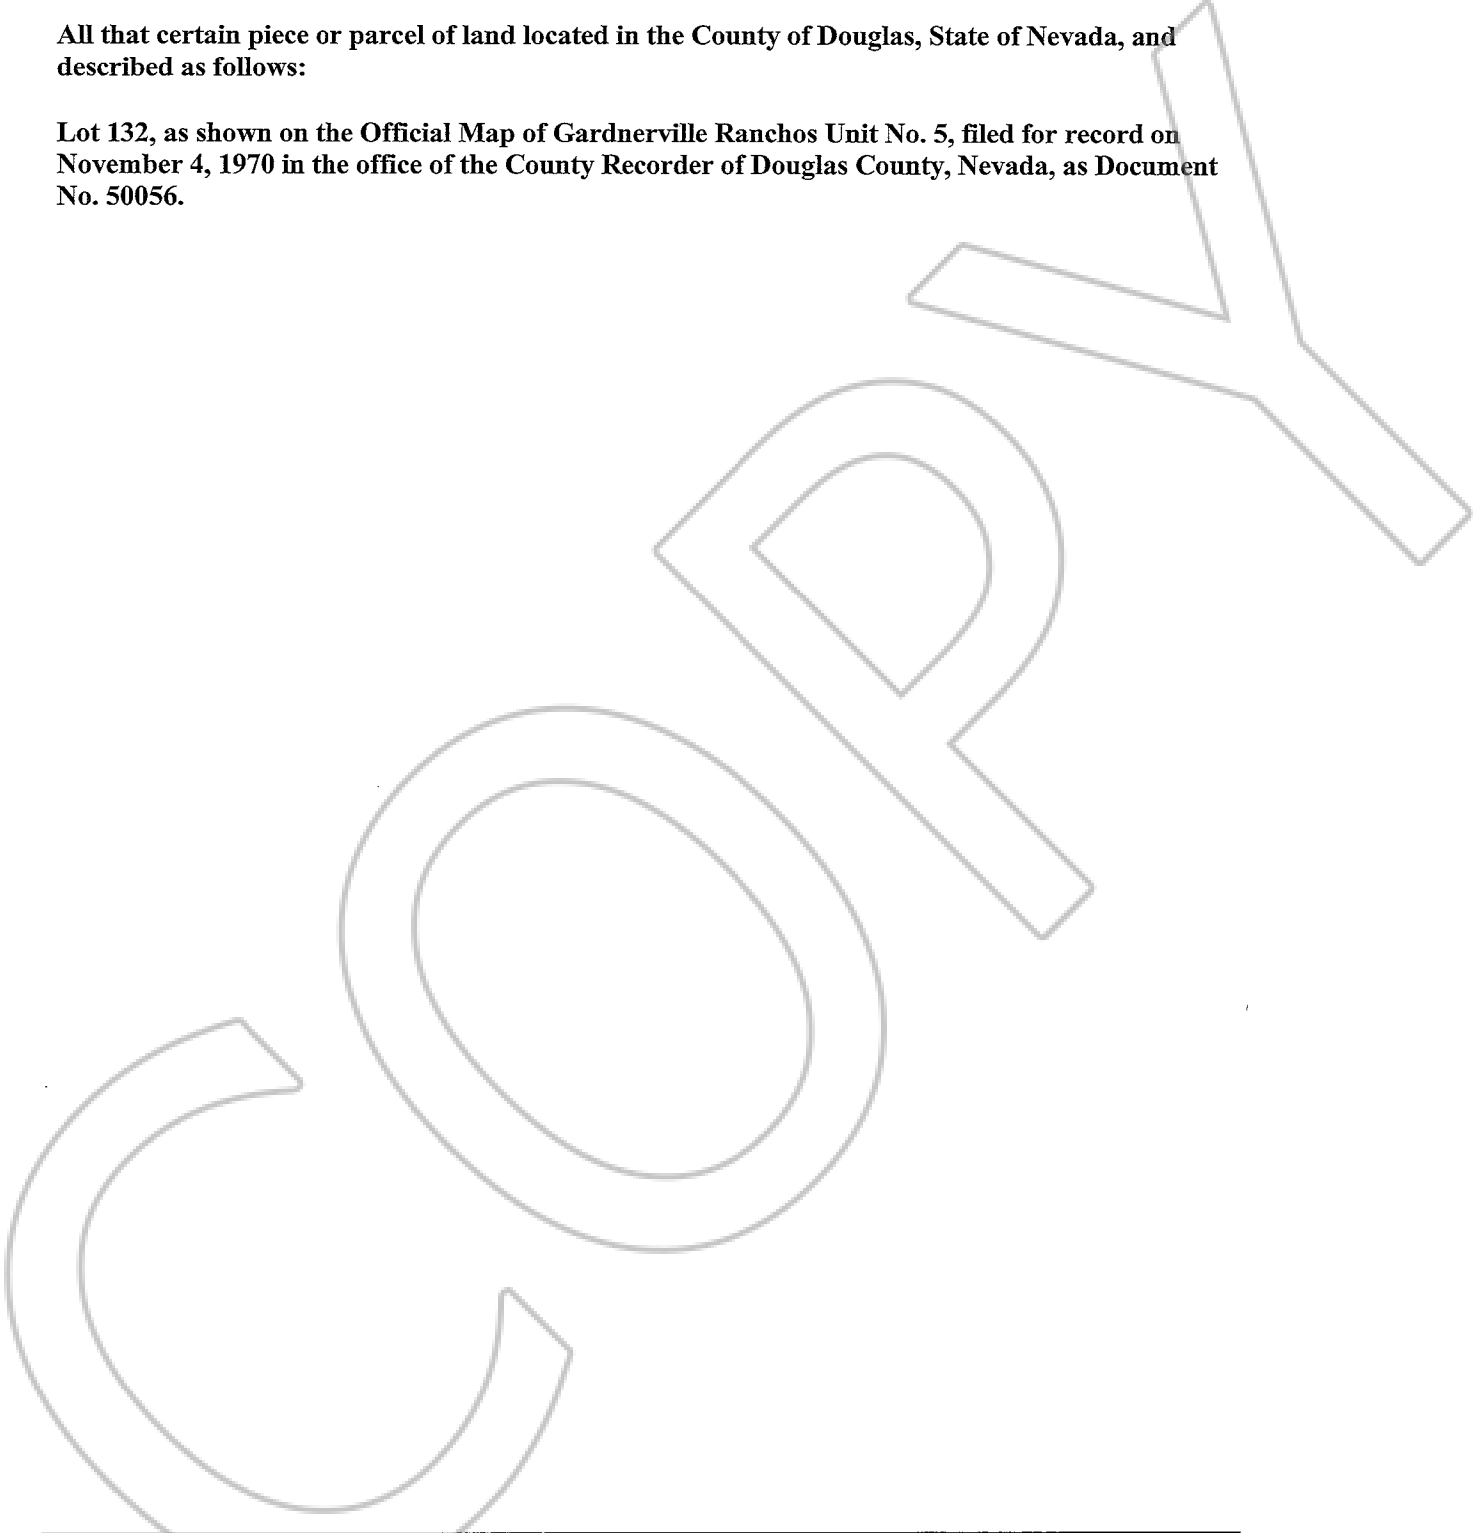 All that certain piece or parcel of land located in the County of Douglas, State of Nevada, and
described as follows:
Lot 132, as shown on the Official Map of Gardnerville Ranchos Unit No. 5, filed for record on
November 4, 1970 in the office of the County Recorder of Douglas County, Nevada, as Document
No. 50056.
COPY